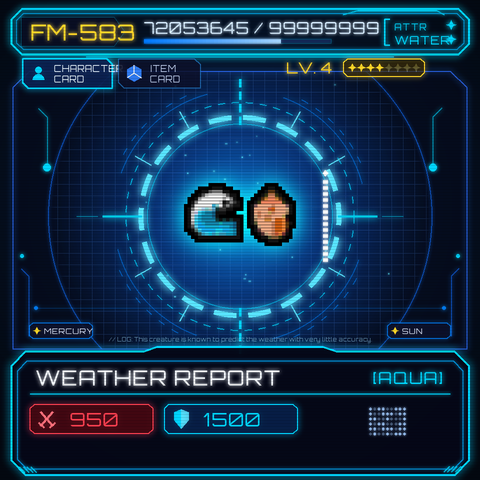 FM-583
72053645 / 99999999
ATTR
WATER
CHARACTER
CARD
ITEM
CARD
LV. 4
MERCURY
SUN
// LOG: This creature is known to predict the weather with very little accuracy.
WEATHER REPORT
[AQUA]
950
1500